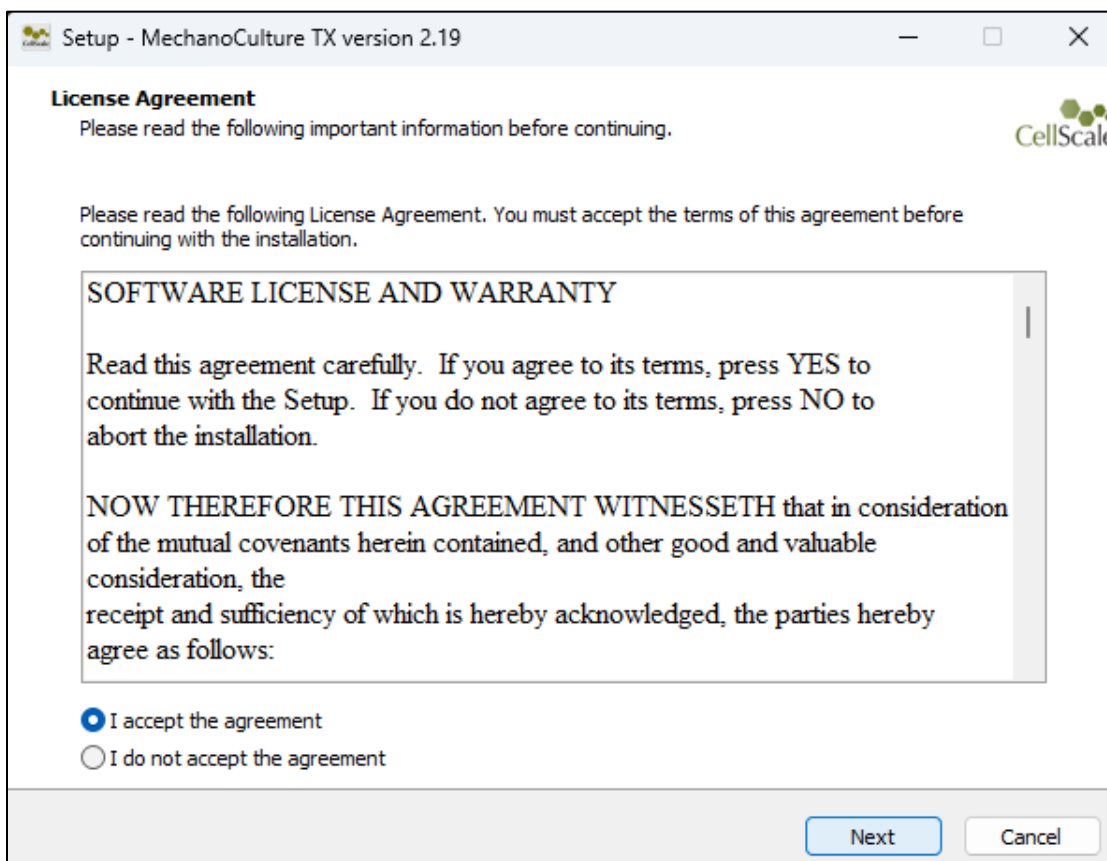 Setup - MechanoCulture TX version 2.19
License Agreement
Please read the following important information before continuing.
CellScale
Please read the following License Agreement. You must accept the terms of this agreement before
continuing with the installation.
SOFTWARE LICENSE AND WARRANTY
Read this agreement carefully.  If you agree to its terms, press YES to
continue with the Setup.  If you do not agree to its terms, press NO to
abort the installation.
NOW THEREFORE THIS AGREEMENT WITNESSETH that in consideration
of the mutual covenants herein contained, and other good and valuable
consideration, the
receipt and sufficiency of which is hereby acknowledged, the parties hereby
agree as follows:
I accept the agreement
I do not accept the agreement
Next
Cancel